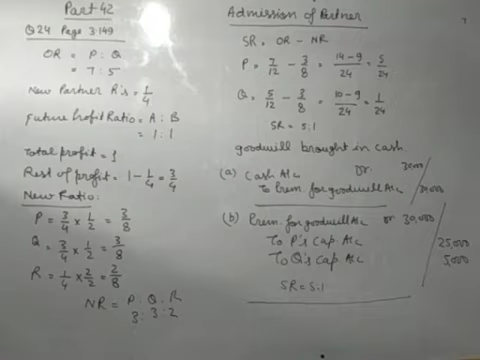 Part 42
Q24 Page 3.149
OR = P : Q
= 7 : 5
New Partner R's = 1/4
Future Profit Ratio = A : B
= 1 : 1
Total profit = 1
Rest of profit = 1 - 1/4 = 3/4
New Ratio:
P = 3/4 × 1/2 = 3/8
Q = 3/4 × 1/2 = 3/8
R = 1/4 × 2/2 = 2/8
NR = P : Q : R
3 : 3 : 2
Admission of Partner
SR = OR - NR
P = 7/12 - 3/8 = 14-9/24 = 5/24
Q = 5/12 - 3/8 = 10-9/24 = 1/24
SR = 5:1
goodwill brought in cash
(a) Cash A/c Dr 30,000
To Prem. for goodwill A/c 30,000
(b) Prem. for goodwill A/c Dr 30,000
To P's Cap. A/c 25,000
To Q's Cap. A/c 5,000
SR = 5:1